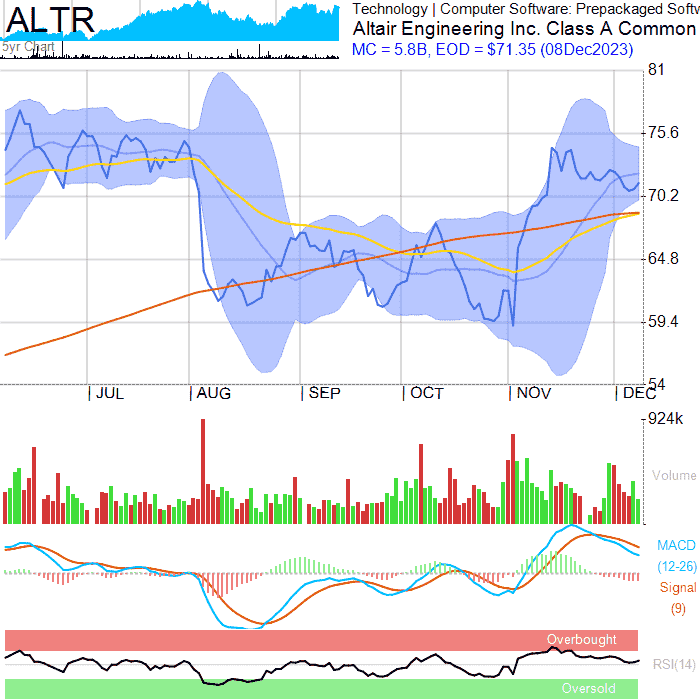 ALTR
5yr Chart
Technology | Computer Software: Prepackaged Softw
Altair Engineering Inc. Class A Common
MC = 5.8B, EOD = $71.35 (08Dec2023)
81
75.6
70.2
64.8
59.4
54
JUL AUG SEP OCT NOV DEC
924k
Volume
MACD
(12-26)
Signal
(9)
Overbought
RSI(14)
Oversold